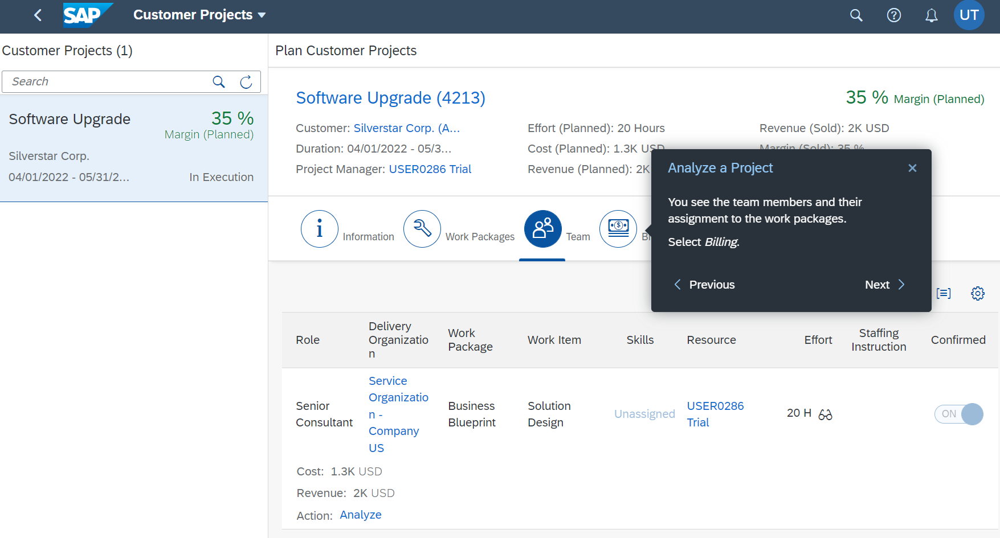 SAP
Customer Projects
UT
Customer Projects (1)
Search
Software Upgrade
35 %
Margin (Planned)
Silverstar Corp.
04/01/2022 - 05/31/2...
In Execution
Plan Customer Projects
Software Upgrade (4213)
35 % Margin (Planned)
Customer: Silverstar Corp. (A...
Effort (Planned): 20 Hours
Revenue (Sold): 2K USD
Duration: 04/01/2022 - 05/3...
Cost (Planned): 1.3K USD
Margin (Sold): 35 %
Project Manager: USER0286 Trial
Revenue (Planned): 2K
Analyze a Project
You see the team members and their
assignment to the work packages.
Select Billing.
Previous
Next
Information
Work Packages
Team
Role
Delivery
Organizatio
n
Work
Package
Work Item
Skills
Resource
Effort
Staffing
Instruction
Confirmed
Senior
Consultant
Service
Organizatio
n -
Company
US
Business
Blueprint
Solution
Design
Unassigned
USER0286
Trial
20 H
ON
Cost: 1.3K USD
Revenue: 2K USD
Action: Analyze